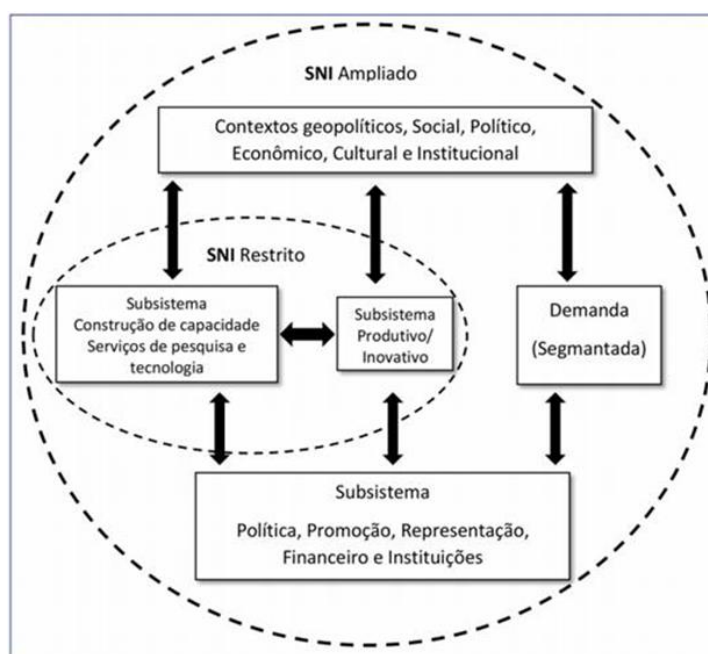 SNI Ampliado
Contextos geopolíticos, Social, Político,
Econômico, Cultural e Institucional
SNI Restrito
Subsistema
Construção de capacidade
Serviços de pesquisa e
tecnologia
Subsistema
Produtivo/
Inovativo
Demanda
(Segmantada)
Subsistema
Política, Promoção, Representação,
Financeiro e Instituições